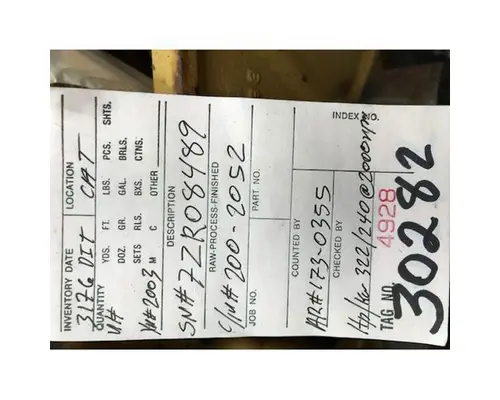 INVENTORY DATE LOCATION
3176 DIT CAT
QUANTITY YDS. FT. LBS. PCS. SHTS.
U# DOZ. GR. GAL. BRLS.
SETS RLS. BXS. CTNS.
Yr# 2003 M C OTHER
DESCRIPTION
SN# 7ZR08489
RAW-PROCESS-FINISHED
C/u# 200-2052
JOB NO. PART NO.
COUNTED BY
AR# 173-0355
CHECKED BY INDEX NO.
Hp/kw 322/240@2000rpm
4928
TAG NO. 30282